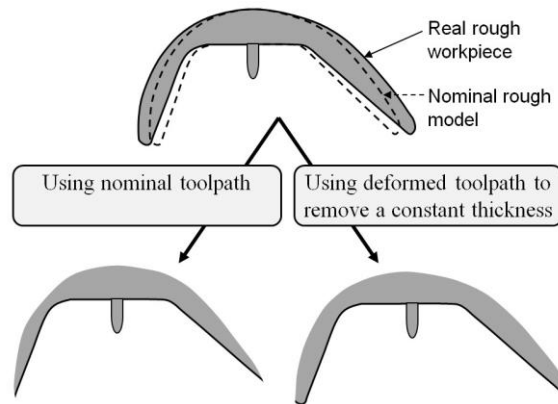 Real rough
workpiece
Nominal rough
model
Using nominal toolpath
Using deformed toolpath to
remove a constant thickness